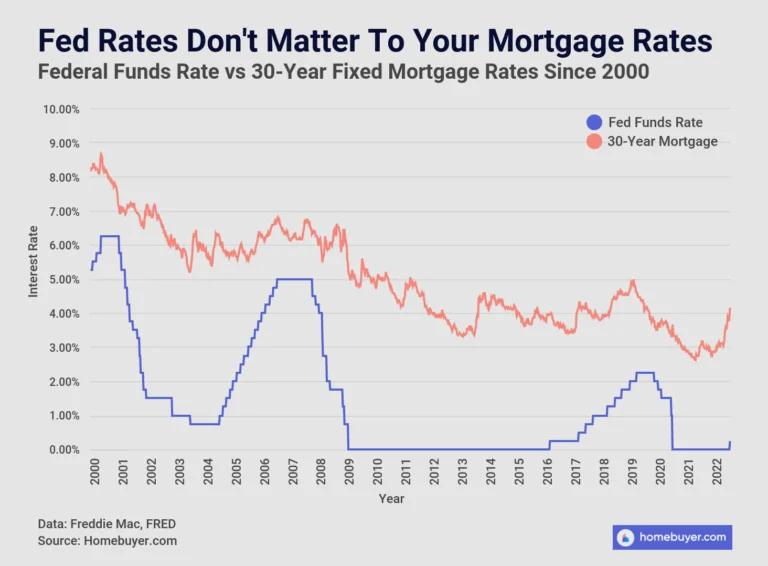 Fed Rates Don't Matter To Your Mortgage Rates
Federal Funds Rate vs 30-Year Fixed Mortgage Rates Since 2000
10.00%
Fed Funds Rate
9.00%
30-Year Mortgage
8.00%
7.00%
6.00%
5.00%
4.00%
3.00%
2.00%
1.00%
0.00%
Interest Rate
2000 2001 2002 2003 2004 2005 2006 2007 2008 2009 2010 2011 2012 2013 2014 2015 2016 2017 2018 2019 2020 2021 2022
Year
Data: Freddie Mac, FRED
Source: Homebuyer.com
homebuyer.com